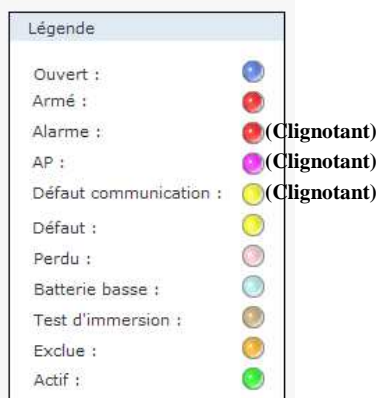 Légende
Ouvert :
Armé :
Alarme : (Clignotant)
AP : (Clignotant)
Défaut communication : (Clignotant)
Défaut :
Perdu :
Batterie basse :
Test d'immersion :
Exclue :
Actif :